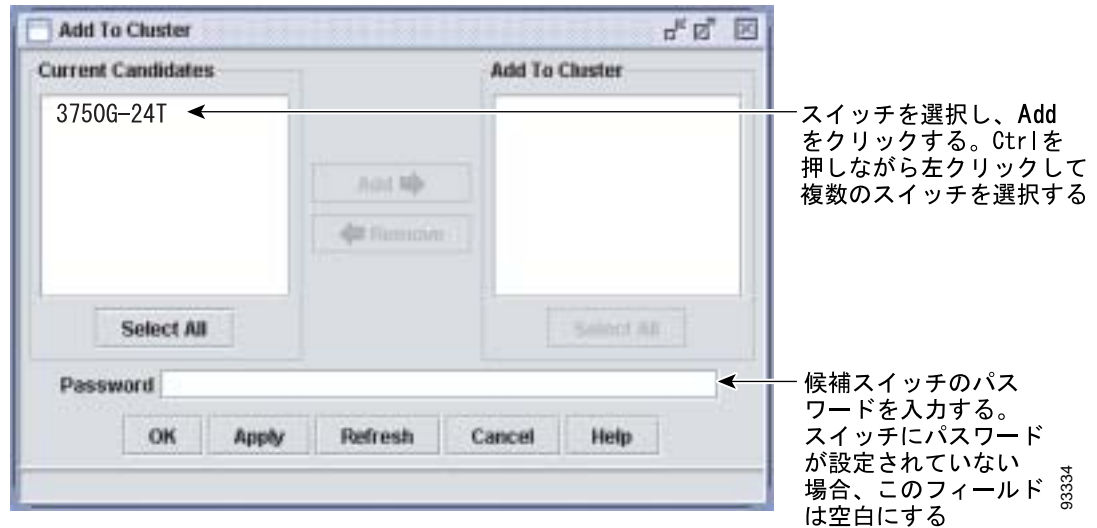 Add To Cluster
Current Candidates
Add To Cluster
3750G-24T
スイッチを選択し、Add
をクリックする。Ctrlを
押しながら左クリックして
複数のスイッチを選択する
Add
Remove
Select All
Select All
Password
候補スイッチのパス
ワードを入力する。
スイッチにパスワード
が設定されていない
場合、このフィールド
は空白にする
OK
Apply
Refresh
Cancel
Help
93334